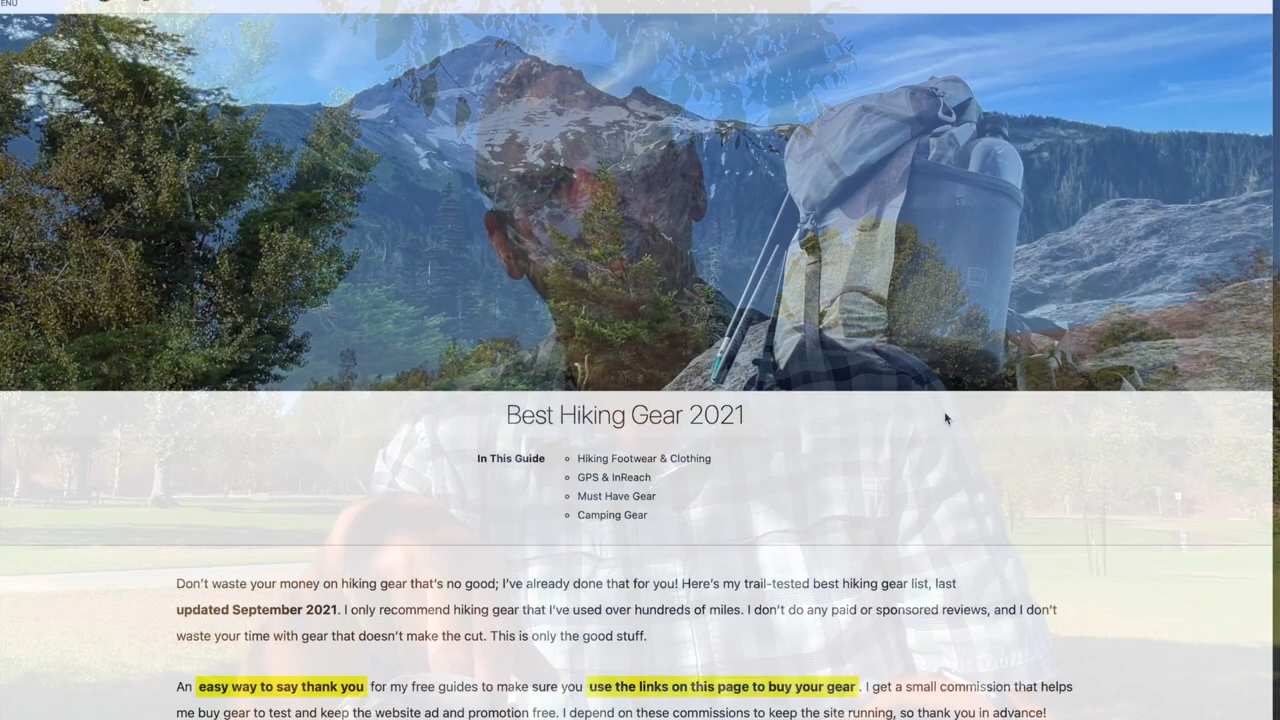 ENU
Best Hiking Gear 2021
In This Guide
Hiking Footwear & Clothing
GPS & InReach
Must Have Gear
Camping Gear
Don't waste your money on hiking gear that's no good; I've already done that for you! Here's my trail-tested best hiking gear list, last
updated September 2021. I only recommend hiking gear that I've used over hundreds of miles. I don't do any paid or sponsored reviews, and I don't
waste your time with gear that doesn't make the cut. This is only the good stuff.
An easy way to say thank you for my free guides to make sure you use the links on this page to buy your gear . I get a small commission that helps
me buy gear to test and keep the website ad and promotion free. I depend on these commissions to keep the site running, so thank you in advance!